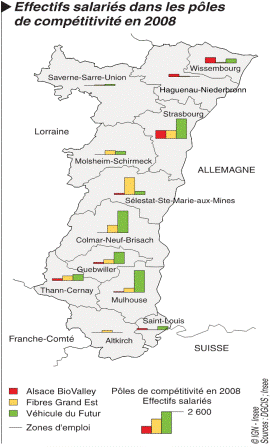 Effectifs salariés dans les pôles
de compétitivité en 2008
Wissembourg
Saverne-Sarre-Union
Haguenau-Niederbronn
Strasbourg
Lorraine
Molsheim-Schirmeck
ALLEMAGNE
Sélestat-Ste-Marie-aux-Mines
Colmar-Neuf-Brisach
Guebwiller
Thann-Cernay
Mulhouse
Saint-Louis
Franche-Comté
Altkirch
SUISSE
Alsace BioValley
Fibres Grand Est
Véhicule du Futur
Zones d'emploi
Pôles de compétitivité en 2008
Effectifs salariés
2 600
© IGN - Insee
Sources : DGCIS ; Insee